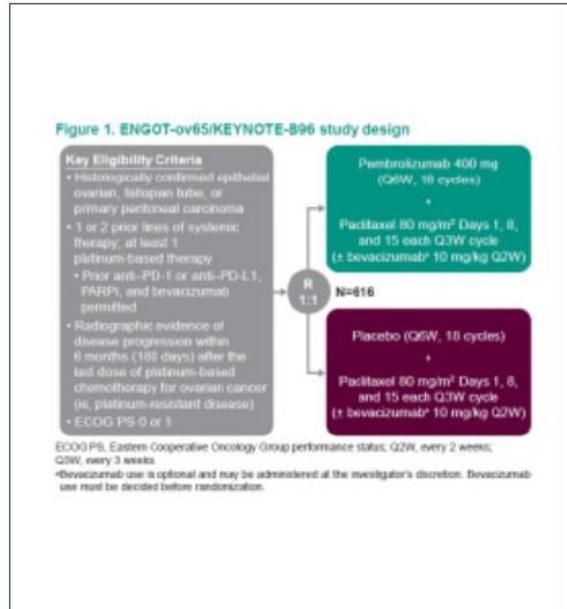 Figure 1. ENGOT-ov65/KEYNOTE-B96 study design
Key Eligibility Criteria
• Histologically confirmed epithelial
ovarian, fallopian tube, or
primary peritoneal carcinoma
• 1 or 2 prior lines of systemic
therapy; at least 1
platinum-based therapy
• Prior anti–PD-1 or anti–PD-L1,
PARPi, and bevacizumab
permitted
• Radiographic evidence of
disease progression within
6 months (180 days) after the
last dose of platinum-based
chemotherapy for ovarian cancer
(ie, platinum-resistant disease)
• ECOG PS 0 or 1
R
1:1
N=616
Pembrolizumab 400 mg
(Q6W, 18 cycles)
+
Paclitaxel 80 mg/m² Days 1, 8,
and 15 each Q3W cycle
(± bevacizumabᵃ 10 mg/kg Q2W)
Placebo (Q6W, 18 cycles)
+
Paclitaxel 80 mg/m² Days 1, 8,
and 15 each Q3W cycle
(± bevacizumabᵃ 10 mg/kg Q2W)
ECOG PS, Eastern Cooperative Oncology Group performance status; Q2W, every 2 weeks;
Q3W, every 3 weeks.
ᵃBevacizumab use is optional and may be administered at the investigator's discretion. Bevacizumab
use must be decided before randomization.